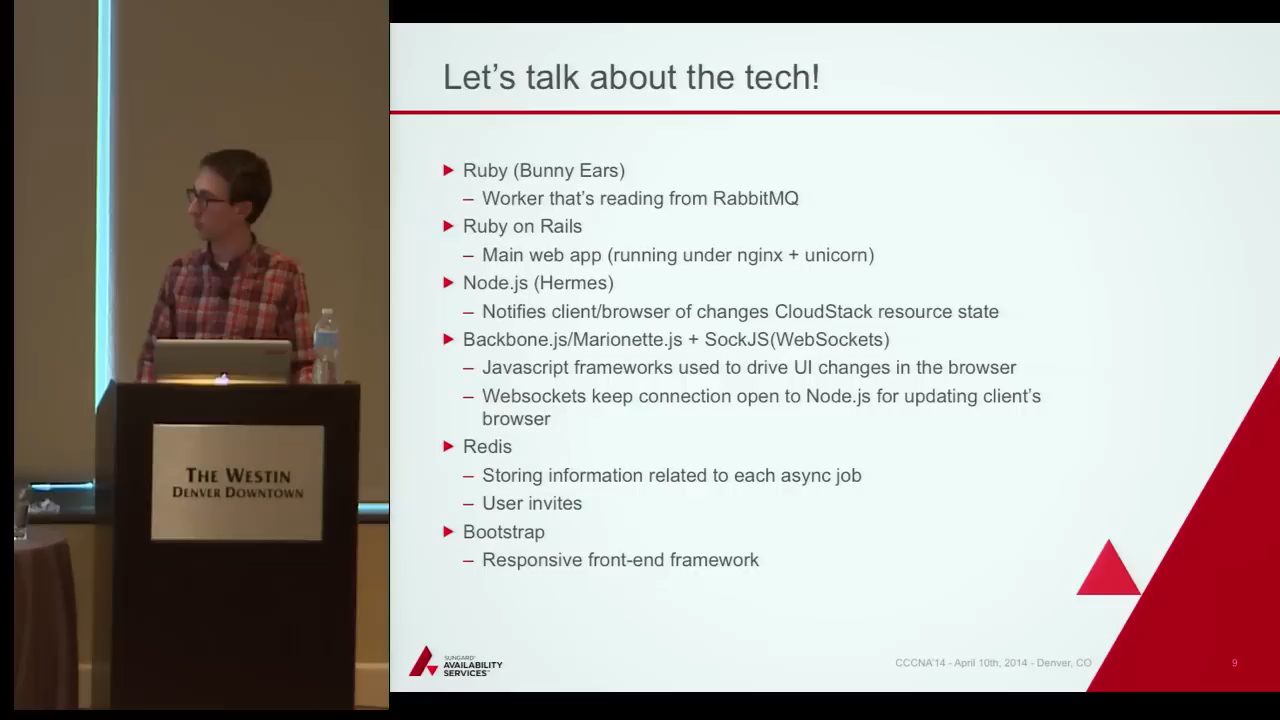 Let's talk about the tech!
Ruby (Bunny Ears)
– Worker that's reading from RabbitMQ
Ruby on Rails
– Main web app (running under nginx + unicorn)
Node.js (Hermes)
– Notifies client/browser of changes CloudStack resource state
Backbone.js/Marionette.js + SockJS(WebSockets)
– Javascript frameworks used to drive UI changes in the browser
– Websockets keep connection open to Node.js for updating client's
browser
Redis
– Storing information related to each async job
– User invites
Bootstrap
– Responsive front-end framework
THE WESTIN
DENVER DOWNTOWN
SUNGARD
AVAILABILITY
SERVICES
CCCNA'14 - April 10th, 2014 - Denver, CO
9